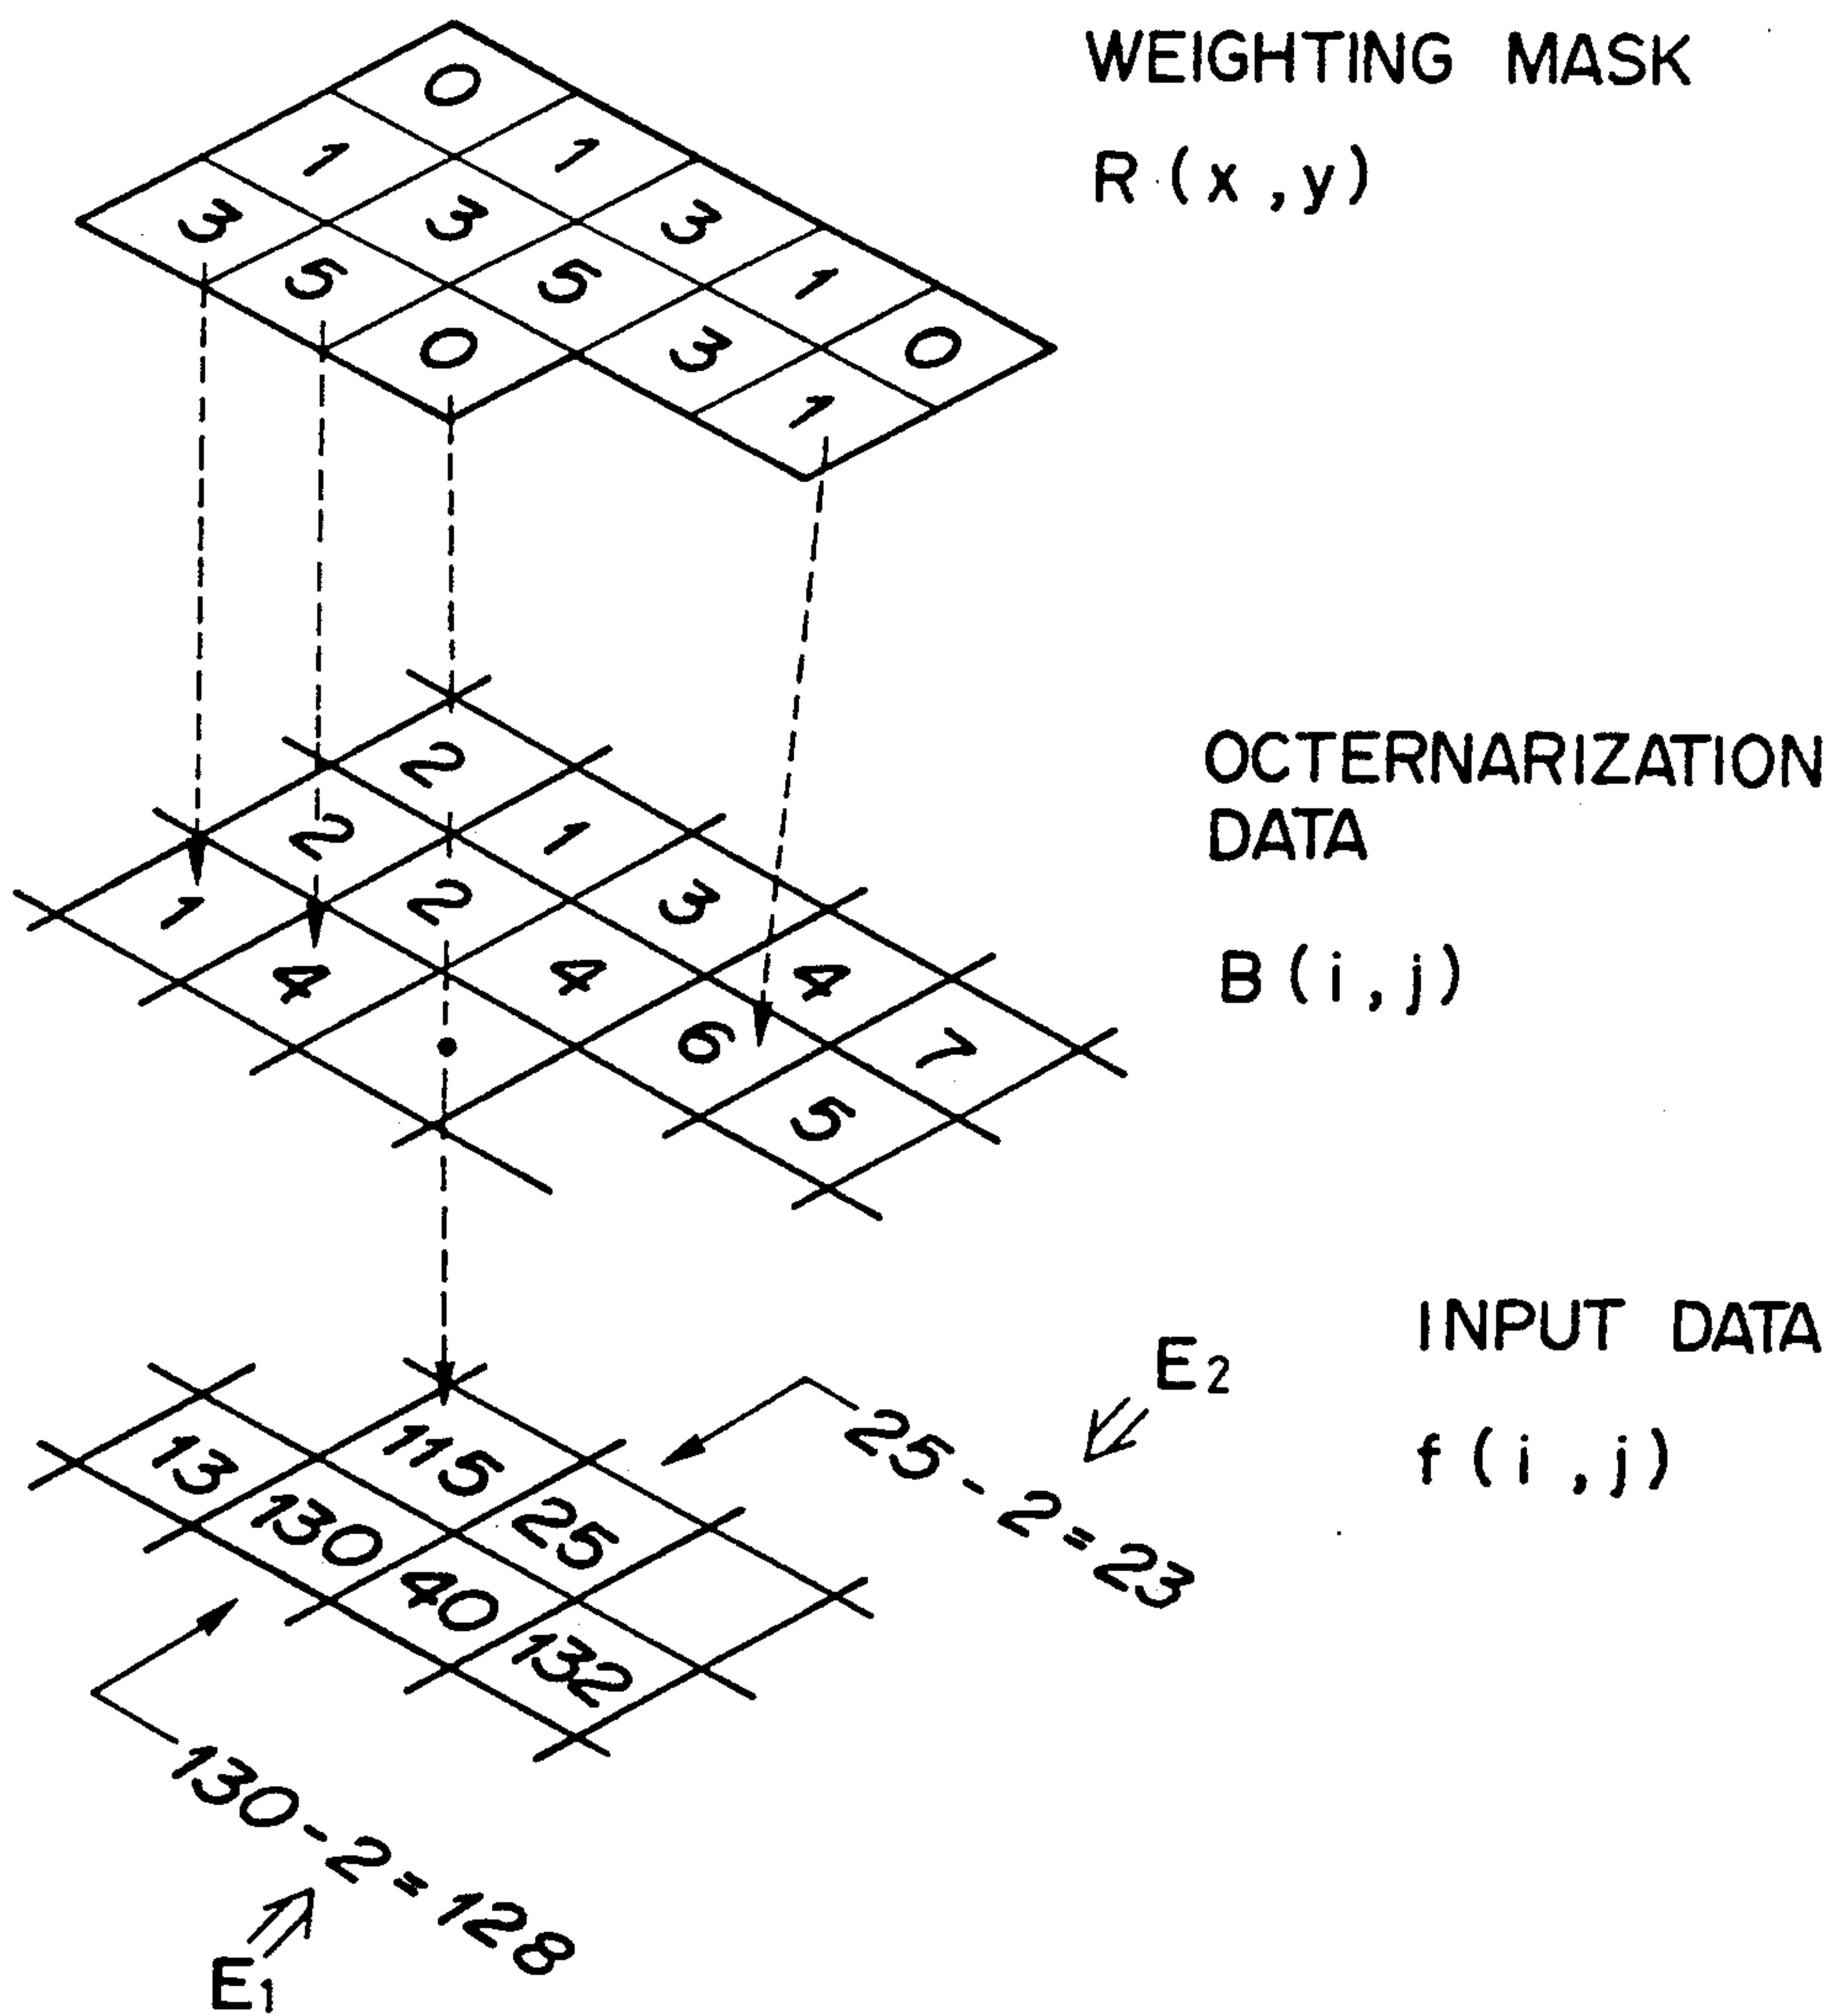 WEIGHTING MASK
R (x, y)
0
1 1
3 3 3
5 5 1
0 3 0
1
OCTERNARIZATION
DATA
B (i, j)
2
2 1
1 2 3
4 4 4
6 7
5
INPUT DATA
f (i, j)
E2
13 115
130 25
40
132
25-2=23
130-2=128
E1